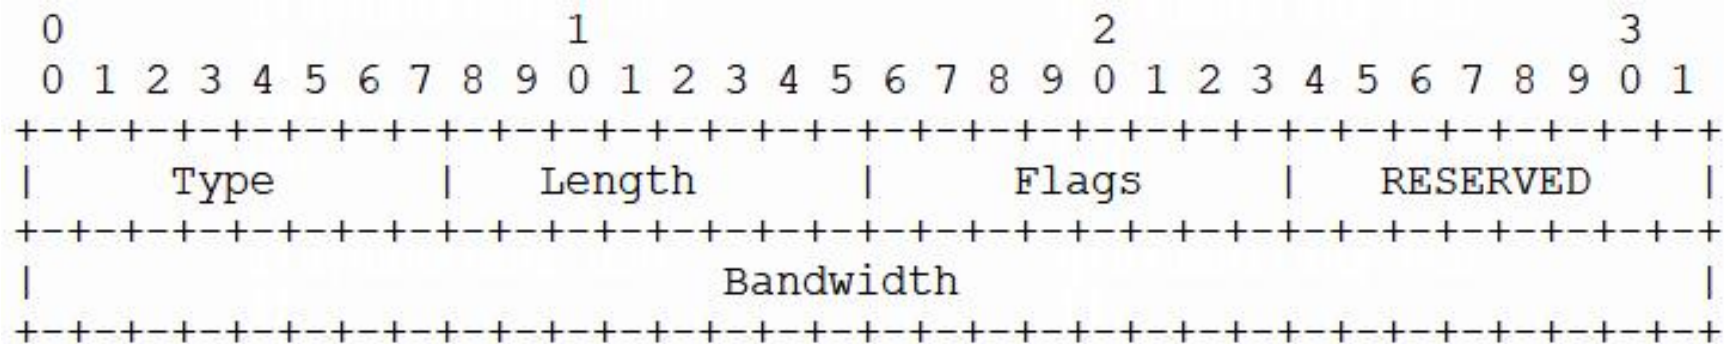 0                   1                   2                   3
0 1 2 3 4 5 6 7 8 9 0 1 2 3 4 5 6 7 8 9 0 1 2 3 4 5 6 7 8 9 0 1
+-+-+-+-+-+-+-+-+-+-+-+-+-+-+-+-+-+-+-+-+-+-+-+-+-+-+-+-+-+-+-+-+
|     Type      |   Length      |     Flags     |   RESERVED    |
+-+-+-+-+-+-+-+-+-+-+-+-+-+-+-+-+-+-+-+-+-+-+-+-+-+-+-+-+-+-+-+-+
|                          Bandwidth                            |
+-+-+-+-+-+-+-+-+-+-+-+-+-+-+-+-+-+-+-+-+-+-+-+-+-+-+-+-+-+-+-+-+